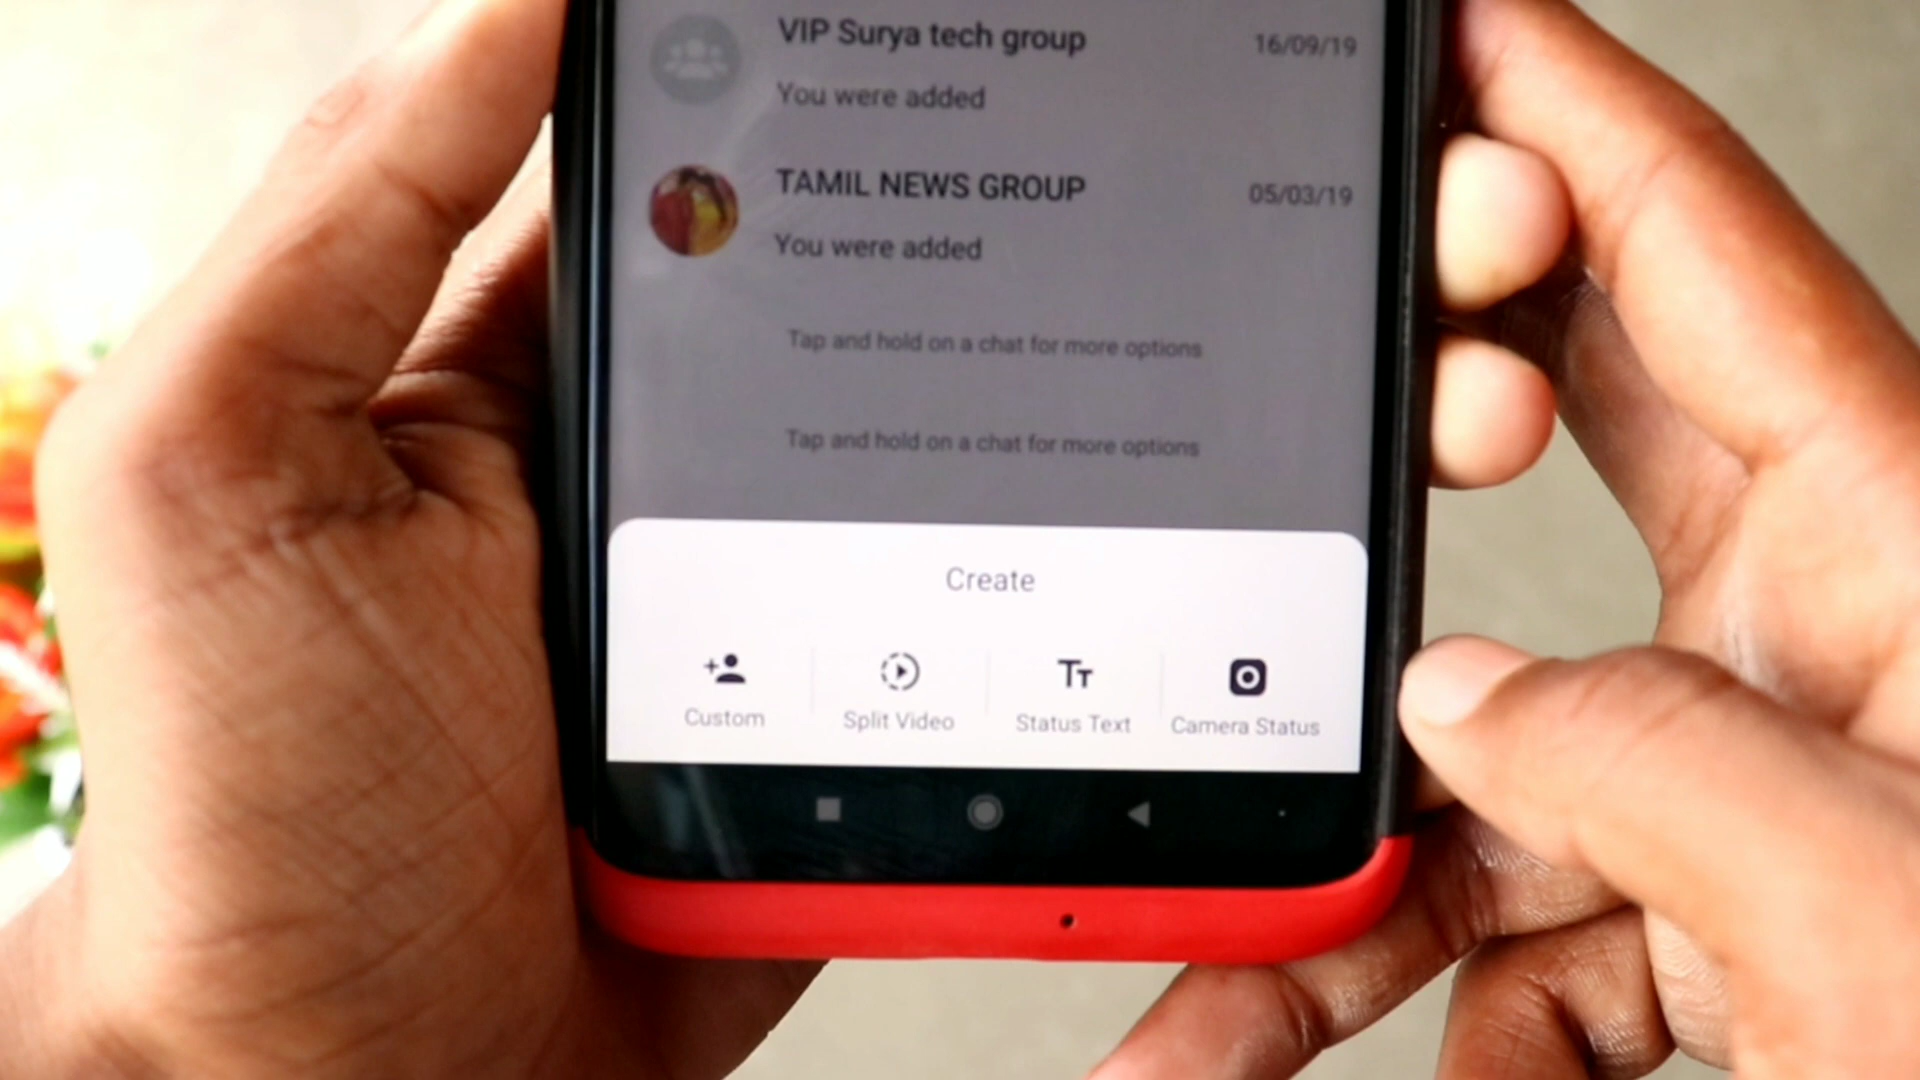 VIP Surya tech group
16/09/19
You were added
TAMIL NEWS GROUP
05/03/19
You were added
Tap and hold on a chat for more options
Tap and hold on a chat for more options
Create
Custom
Split Video
Status Text
Camera Status